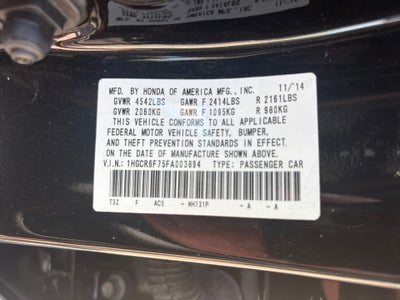 MFD. BY HONDA OF AMERICA MFG., INC. 11/'14
GVWR 4542LBS GAWR F 2414LBS R 2161LBS
GVWR 2060KG GAWR F 1095KG R 980KG
THIS VEHICLE CONFORMS TO ALL APPLICABLE
FEDERAL MOTOR VEHICLE SAFETY, BUMPER,
AND THEFT PREVENTION STANDARDS IN EFFECT
ON THE DATE OF MANUFACTURE SHOWN ABOVE.
V.I.N.: 1HGCR6F75FA003894 TYPE: PASSENGER CAR
T3Z F AC5 - NH731P - A - A